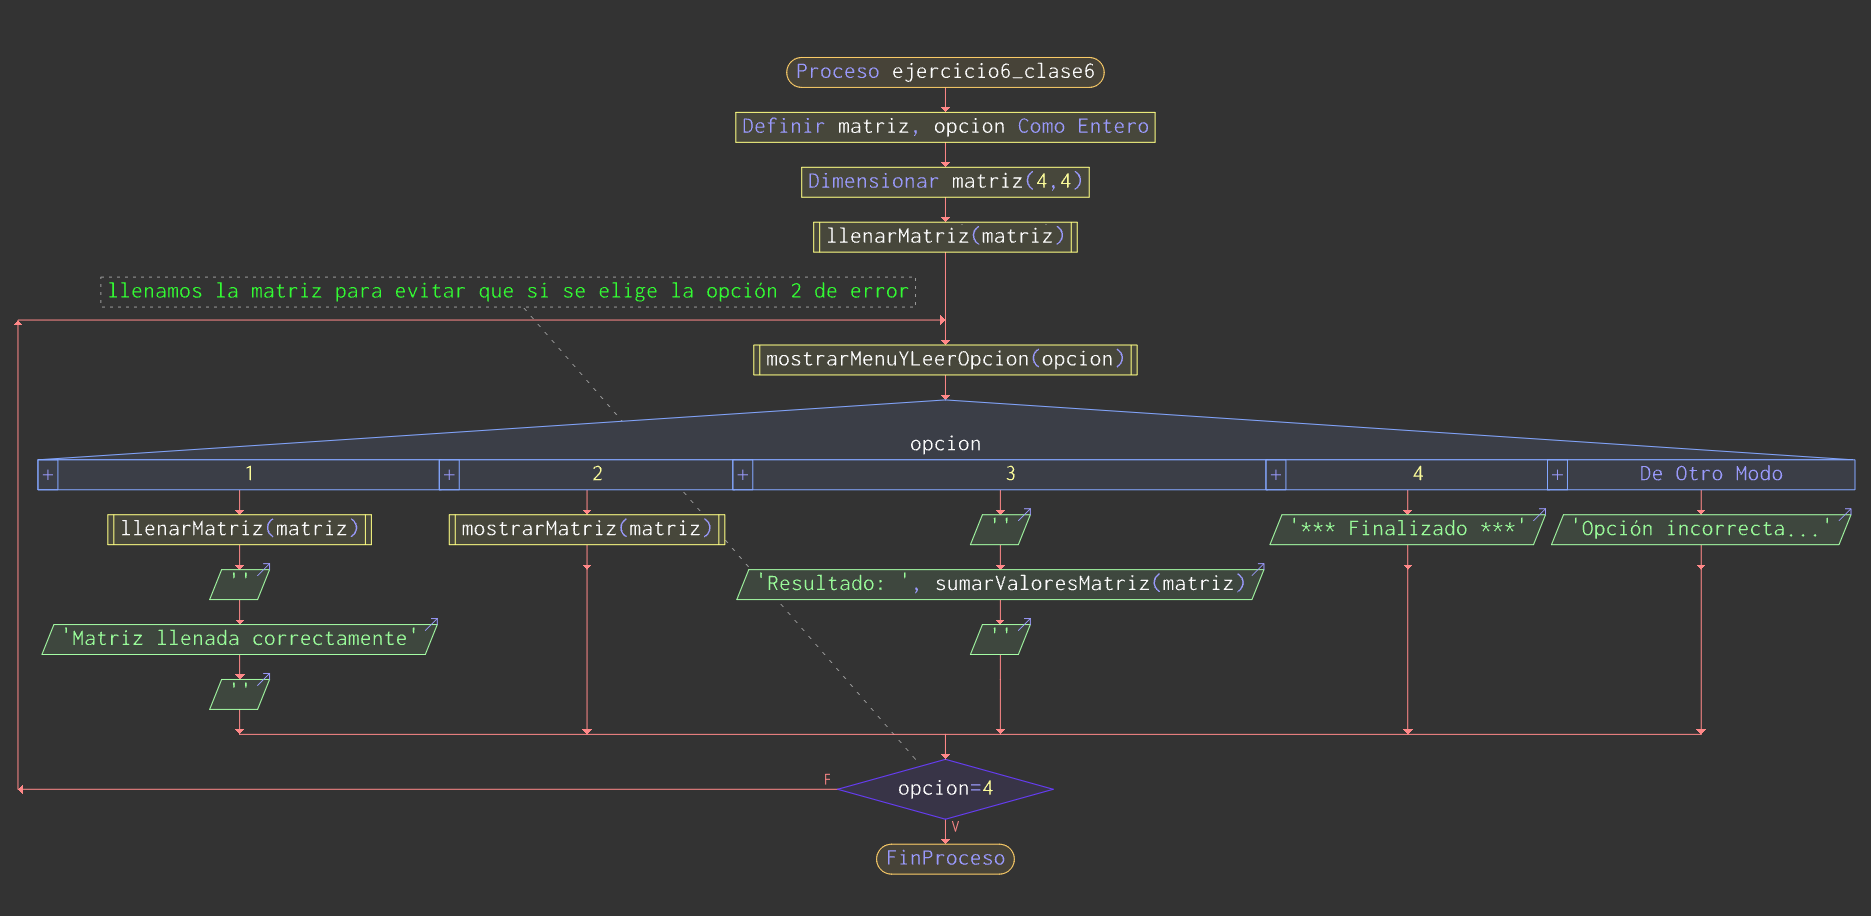 Proceso ejercicio6_clase6
Definir matriz, opcion Como Entero
Dimensionar matriz(4,4)
llenarMatriz(matriz)
llenamos la matriz para evitar que si se elige la opción 2 de error
mostrarMenuYLeerOpcion(opcion)
opcion
+ 1 + 2 + 3 + 4 + De Otro Modo
llenarMatriz(matriz) mostrarMatriz(matriz) '' '*** Finalizado ***' 'Opción incorrecta...'
'' 'Resultado: ', sumarValoresMatriz(matriz)
'Matriz llenada correctamente' ''
''
F opcion=4
V
FinProceso